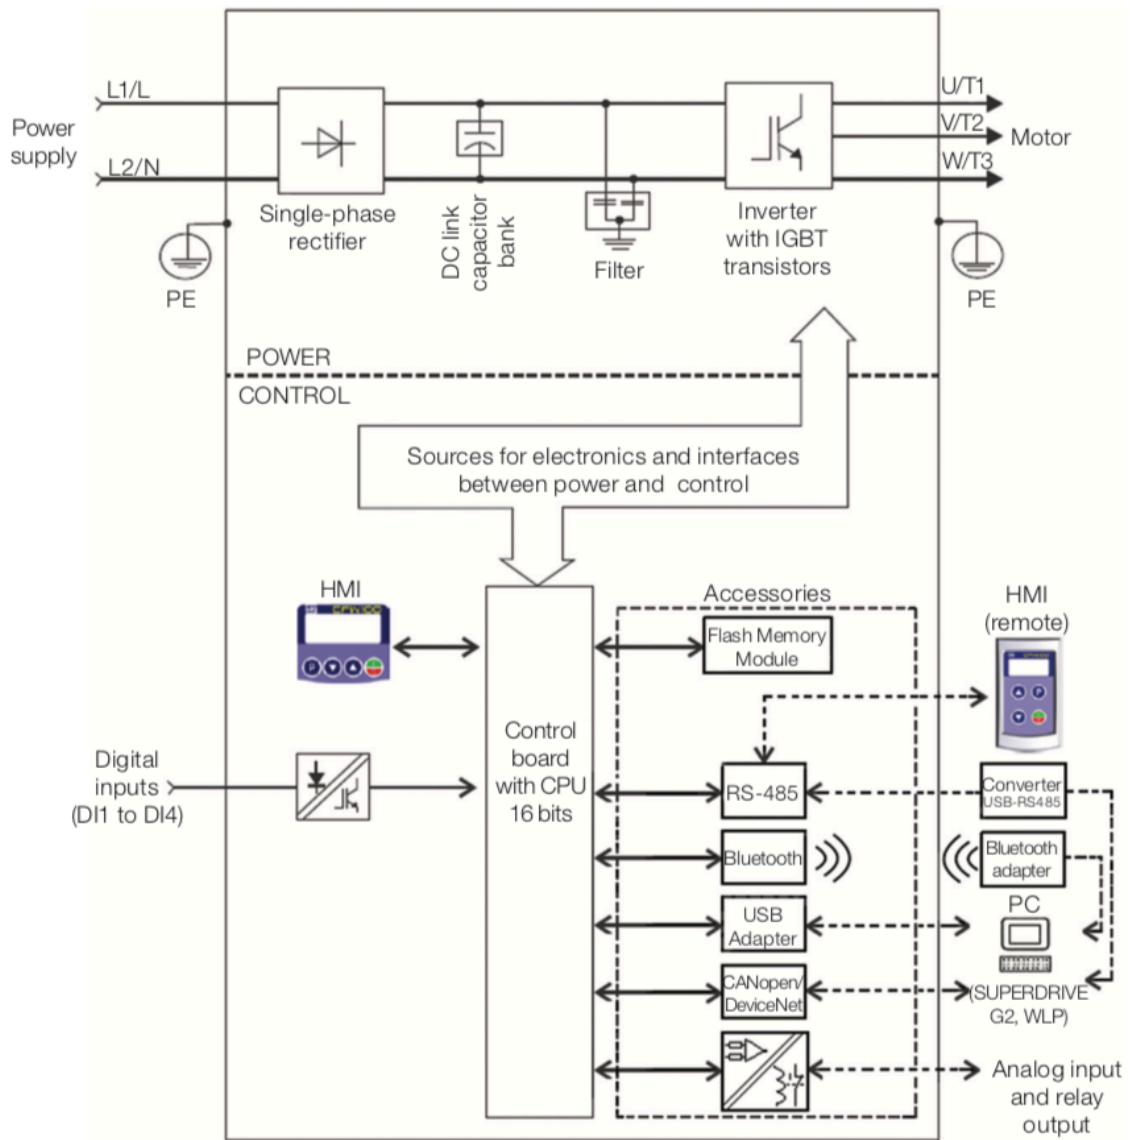 L1/L
Power
supply
L2/N
Single-phase
rectifier
DC link
capacitor
bank
Filter
Inverter
with IGBT
transistors
U/T1
V/T2
Motor
W/T3
PE
PE
POWER
CONTROL
Sources for electronics and interfaces
between power and control
HMI
CFW100
P
Digital
inputs
(DI1 to DI4)
Control
board
with CPU
16 bits
Accessories
Flash Memory
Module
RS-485
Bluetooth
USB
Adapter
CANopen/
DeviceNet
HMI
(remote)
P
Converter
USB-RS485
Bluetooth
adapter
PC
(SUPERDRIVE
G2, WLP)
Analog input
and relay
output